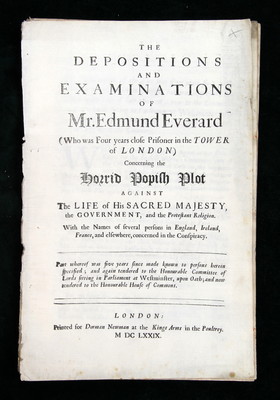 THE
DEPOSITIONS
AND
EXAMINATIONS
OF
Mr. Edmund Everard
(Who was Four years close Prisoner in the TOWER
of LONDON)
Concerning the
Horrid Popish Plot
AGAINST
The LIFE of HIS SACRED MAJESTY,
the GOVERNMENT, and the Protestant Religion.
With the Names of several persons in England, Ireland,
France, and elsewhere, concerned in the Conspiracy.
Part whereof was five years since made known to persons herein
specified; and again tendered to the Honourable Committee of
Lords sitting in Parliament at Westminster, upon Oath; and now
tendered to the Honourable House of Commons.
LONDON:
Printed for Dorman Newman at the Kings Arms in the Poultrey.
M DC LXXIX.